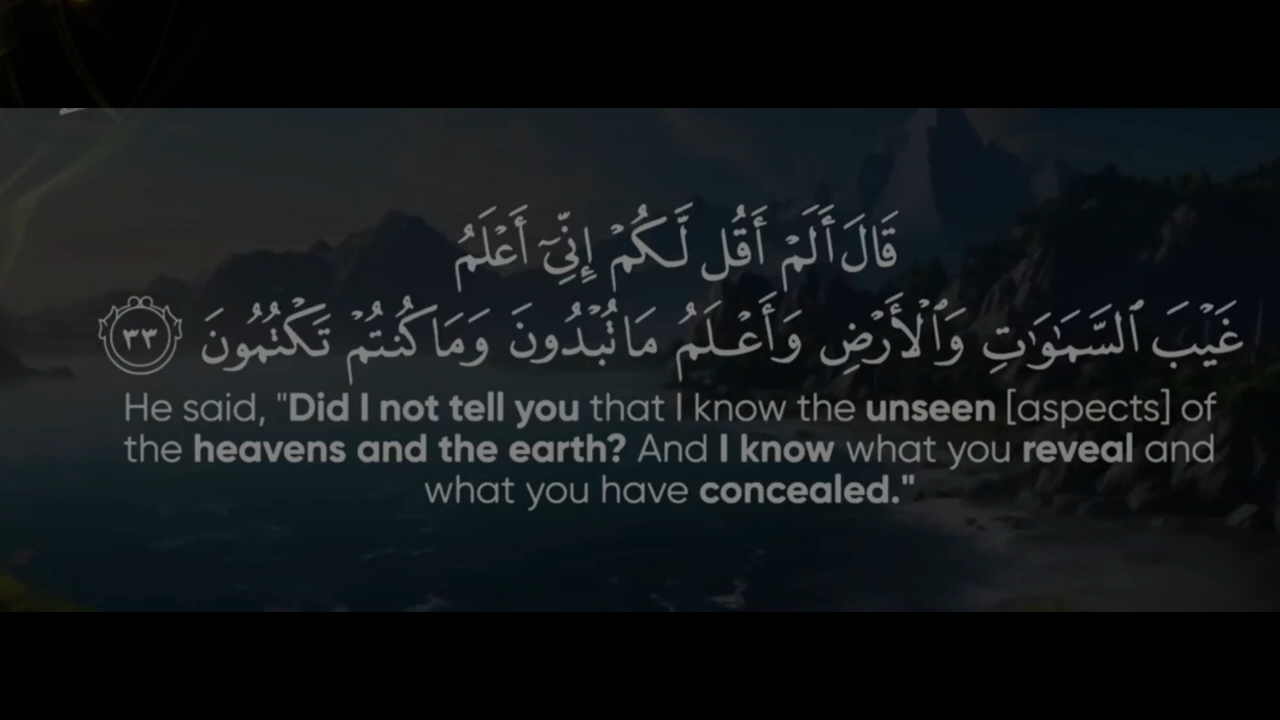 قَالَ أَلَمْ أَقُل لَّكُمْ إِنِّىٓ أَعْلَمُ
غَيْبَ ٱلسَّمَٰوَٰتِ وَٱلْأَرْضِ وَأَعْلَمُ مَا تُبْدُونَ وَمَا كُنتُمْ تَكْتُمُونَ ٣٣
He said, "Did I not tell you that I know the unseen [aspects] of
the heavens and the earth? And I know what you reveal and
what you have concealed."